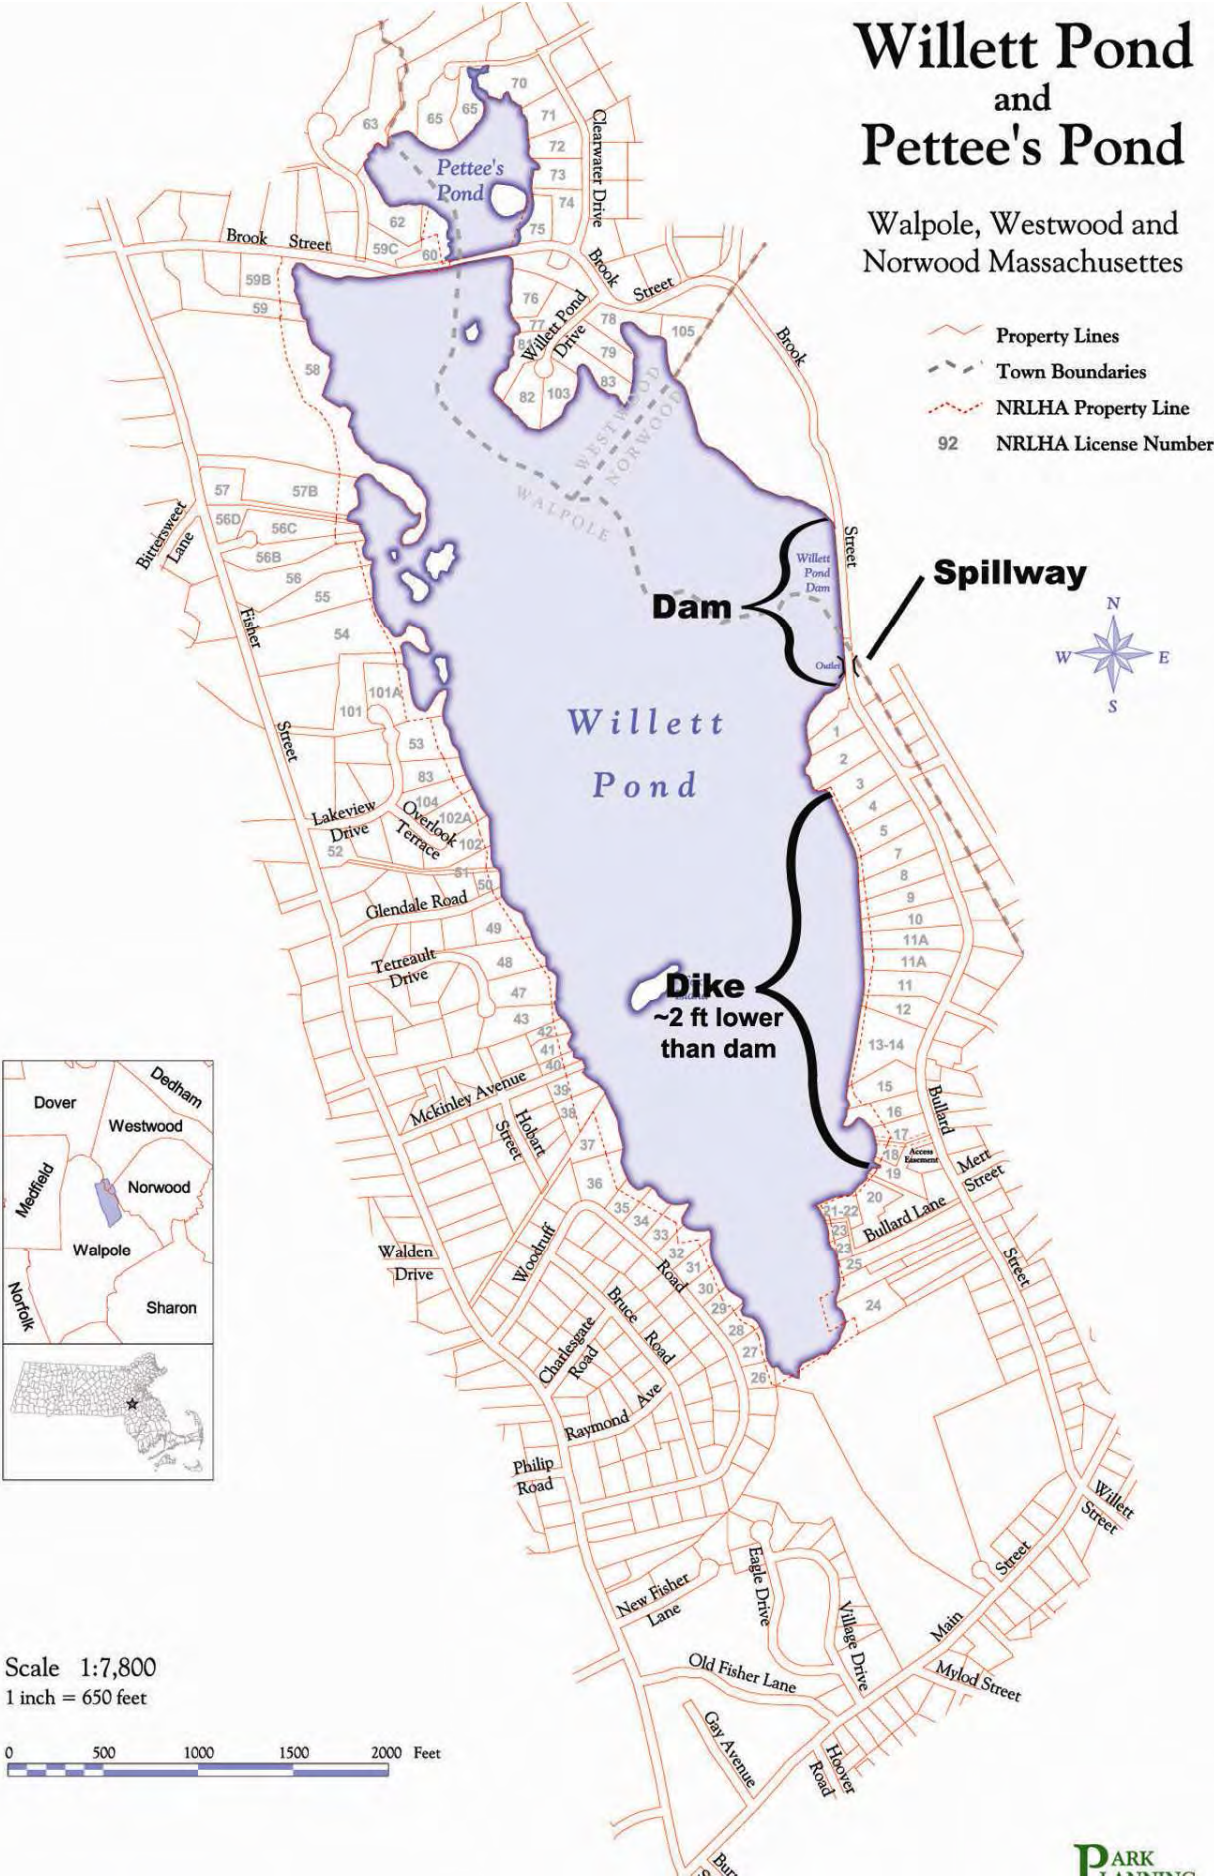 Willett Pond
and
Pettee's Pond
Walpole, Westwood and
Norwood Massachusettes
Property Lines
Town Boundaries
NRLHA Property Line
92 NRLHA License Number
70
65
65
71
63
72
Clearwater Drive
Pettee's
Pond
73
74
62
75
Brook Street
59C
60
Brook
Street
59B
59
76
77
81
Willett Pond
Drive
78
105
Brook
79
58
83
82
103
WESTWOOD
NORWOOD
WALPOLE
57
57B
56D
56C
Bittersweet
Lane
56B
56
55
Street
Willett
Pond
Dam
Dam
Spillway
Fisher
54
Outlet
N
W
E
S
101A
101
Willett
Pond
Street
53
83
104
Lakeview
Drive
Overlook
Terrace
102A
102
52
51
50
Glendale Road
49
Tetreault
Drive
48
47
43
42
41
40
39
38
Mckinley Avenue
Hobart
Street
37
36
35
34
33
32
31
30
29
28
27
26
1
2
3
4
5
7
8
9
10
11A
11A
11
12
13-14
15
16
17
18
19
20
21-22
23
23
25
24
Dike
~2 ft lower
than dam
Bullard
Access
Easement
Mert
Street
Bullard Lane
Street
Dover
Dedham
Westwood
Medfield
Norwood
Walpole
Norfolk
Sharon
Walden
Drive
Woodruff
Road
Bruce
Road
Charlesgate
Road
Raymond Ave
Philip
Road
Willett
Street
Street
Eagle Drive
New Fisher
Lane
Village Drive
Main
Old Fisher Lane
Mylod Street
Gay Avenue
Hoover
Road
Scale 1:7,800
1 inch = 650 feet
0 500 1000 1500 2000 Feet
PARK